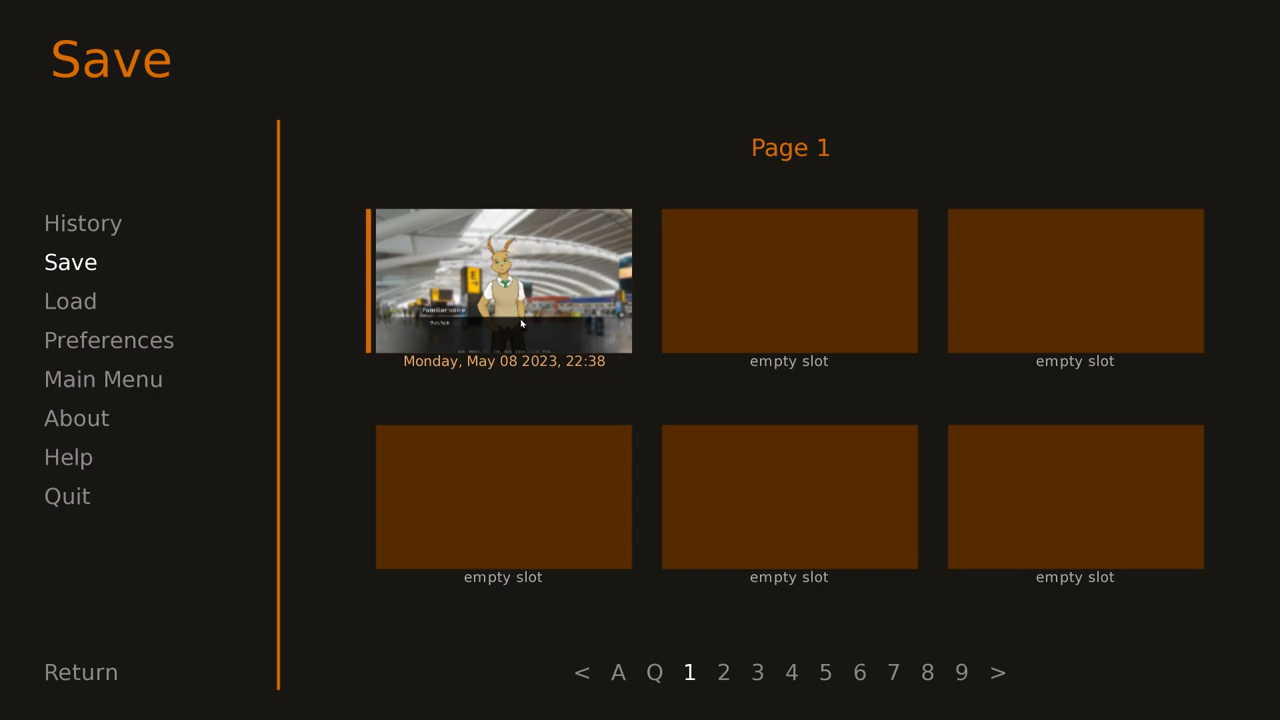 Save
Page 1
History
Save
Load
Preferences
Main Menu
About
Help
Quit
Return
Familiar voice
Monday, May 08 2023, 22:38
empty slot
empty slot
empty slot
empty slot
empty slot
< A Q 1 2 3 4 5 6 7 8 9 >